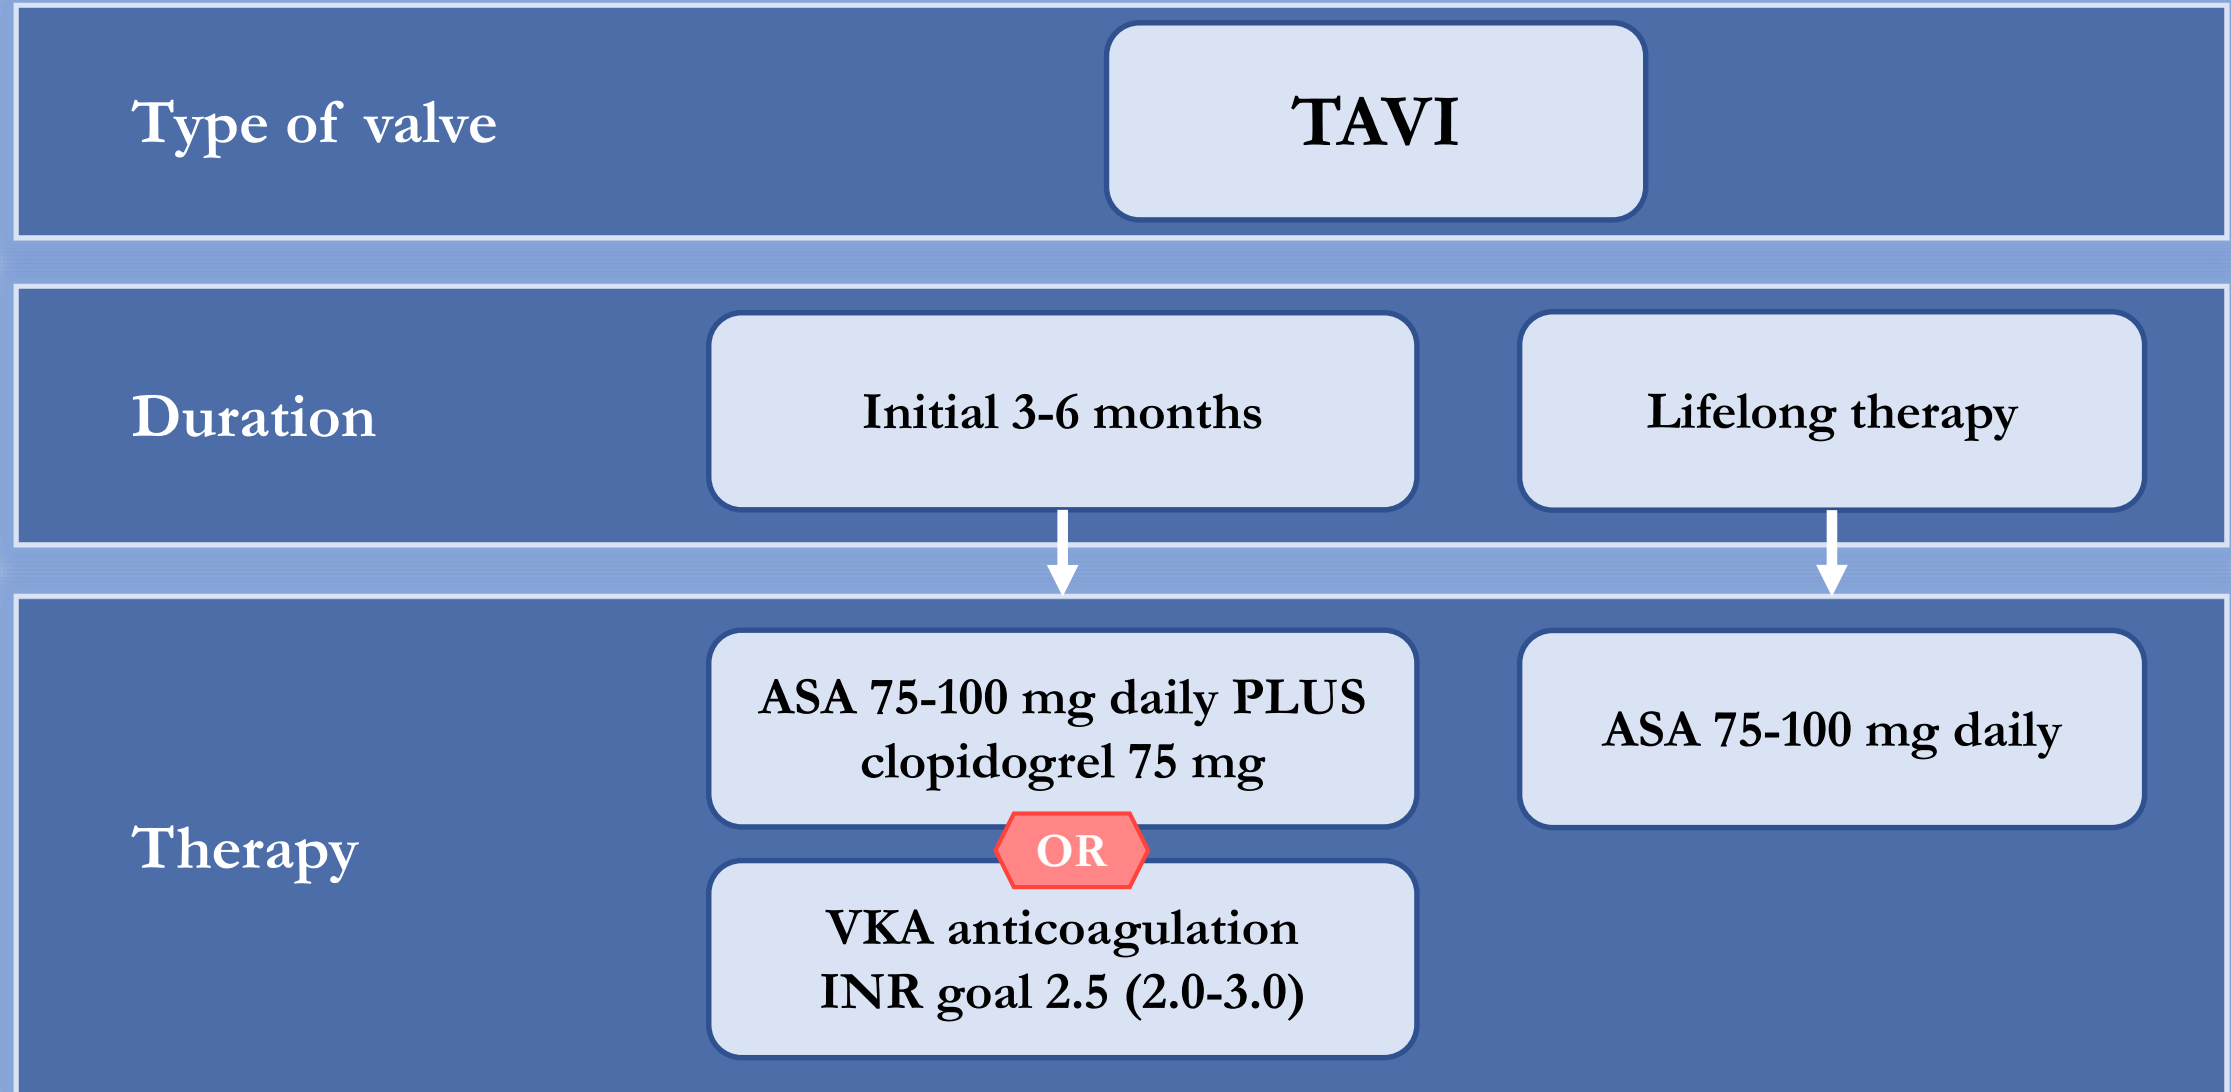 Type of valve
TAVI
Duration
Initial 3-6 months
Lifelong therapy
Therapy
ASA 75-100 mg daily PLUS
clopidogrel 75 mg
OR
VKA anticoagulation
INR goal 2.5 (2.0-3.0)
ASA 75-100 mg daily